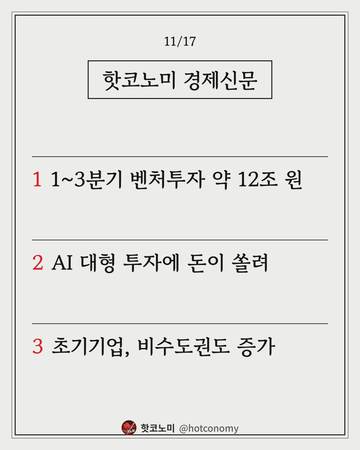 11/17
핫코노미 경제신문
1 1~3분기 벤처투자 약 12조 원
2 AI 대형 투자에 돈이 쏠려
3 초기기업, 비수도권도 증가
핫코노미 @hotconomy